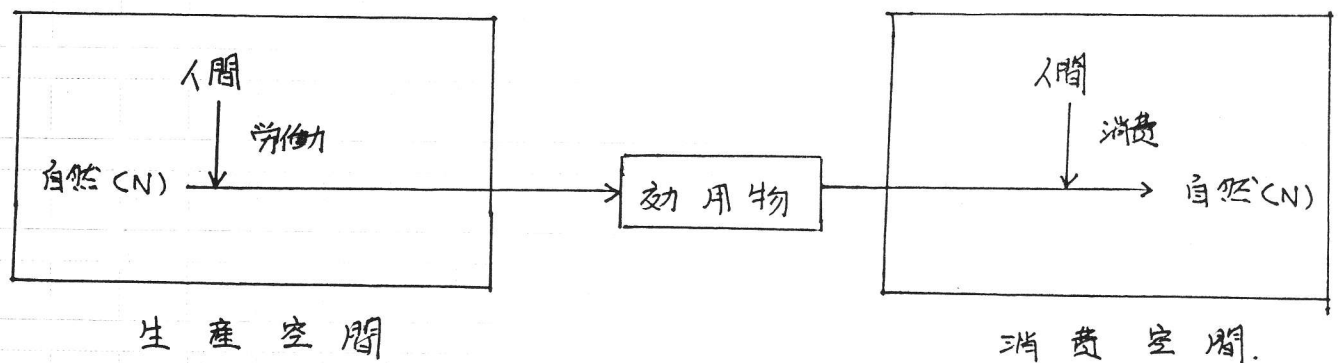 人間
労働
自然(N)
生産空間
効用物
人間
消費
自然(N)
消費空間.